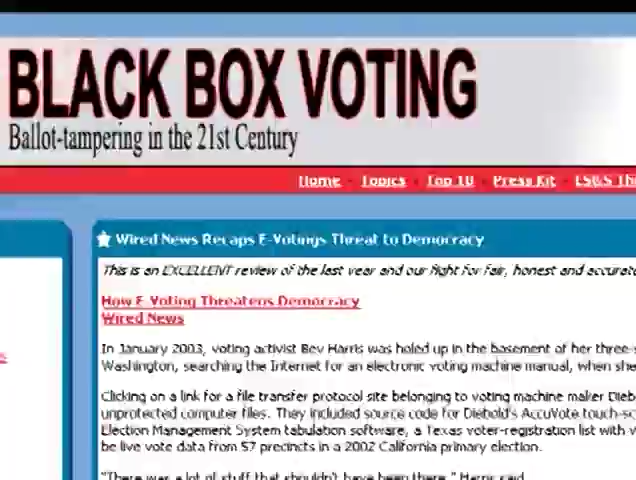 BLACK BOX VOTING
Ballot-tampering in the 21st Century
Home - Topics - Top 10 - Press Kit - LS&S
Wired News Recaps E-Votings Threat to Democracy
This is an EXCELLENT review of the last year and our fight for fair, honest and accurate
How E-Voting Threatens Democracy
Wired News
In January 2003, voting activist Bev Harris was holed up in the basement of her three-
Washington, searching the Internet for an electronic voting machine manual, when she
Clicking on a link for a file transfer protocol site belonging to voting machine maker Dieb
unprotected computer files. They included source code for Diebold's AccuVote touch-sc
Election Management System tabulation software, a Texas voter-registration list with v
be live vote data from 57 precincts in a 2002 California primary election.
"There was a lot of stuff that shouldn't have been there," Harris said.